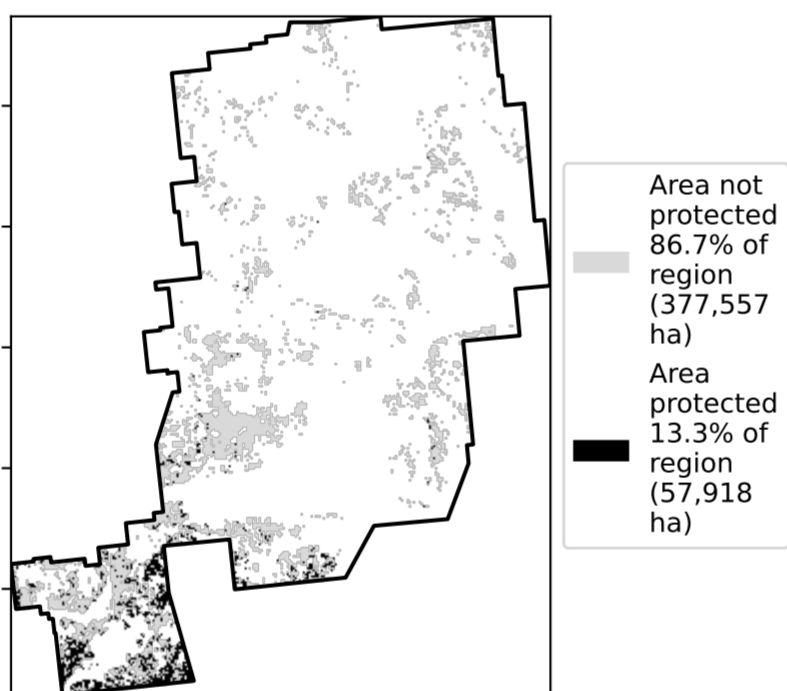 Area not
protected
86.7% of
region
(377,557
ha)
Area
protected
13.3% of
region
(57,918
ha)